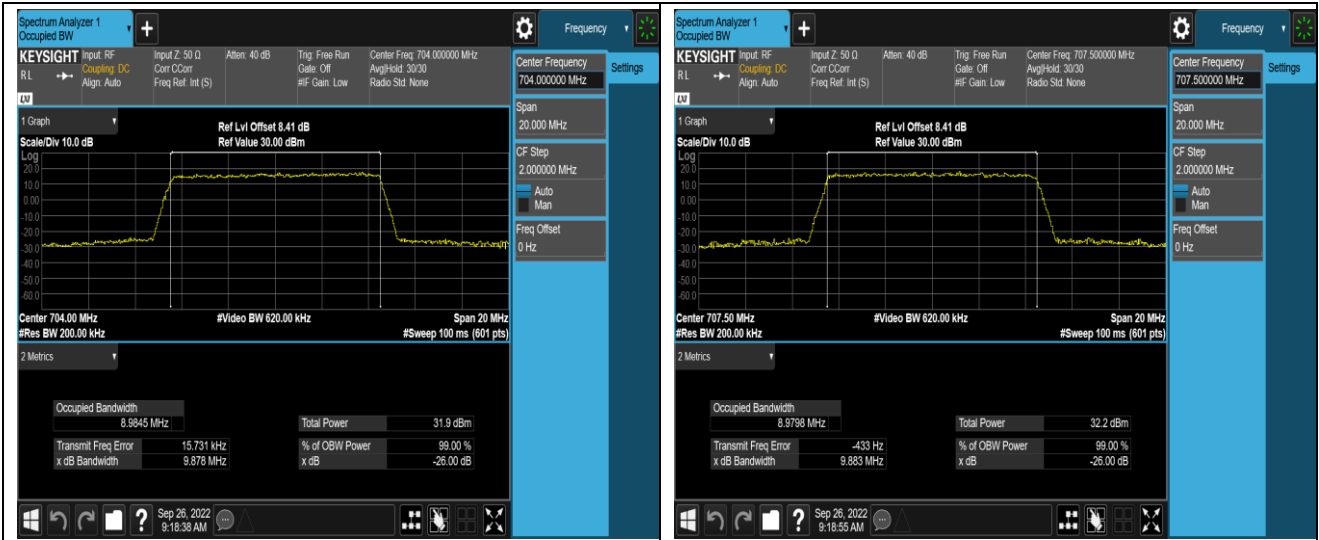 Spectrum Analyzer 1
Occupied BW
Frequency
KEYSIGHT
Input: RF
Coupling: DC
Align: Auto
Input Z: 50 Ω
Corr CCorr
Freq Ref: Int (S)
Atten: 40 dB
Trig: Free Run
Gate: Off
#IF Gain: Low
Center Freq: 704.000000 MHz
Avg|Hold: 30/30
Radio Std: None
RL
LXI
Center Frequency
704.000000 MHz
Settings
Span
20.000 MHz
CF Step
2.000000 MHz
Auto
Man
Freq Offset
0 Hz
1 Graph
Ref Lvl Offset 8.41 dB
Scale/Div 10.0 dB
Ref Value 30.00 dBm
Log
20.0
10.0
0.00
-10.0
-20.0
-30.0
-40.0
-50.0
-60.0
Center 704.00 MHz
#Video BW 620.00 kHz
Span 20 MHz
#Res BW 200.00 kHz
#Sweep 100 ms (601 pts)
2 Metrics
Occupied Bandwidth
8.9845 MHz
Total Power 31.9 dBm
Transmit Freq Error 15.731 kHz
% of OBW Power 99.00 %
x dB Bandwidth 9.878 MHz
x dB -26.00 dB
?
Sep 26, 2022
9:18:38 AM
Spectrum Analyzer 1
Occupied BW
Frequency
KEYSIGHT
Input: RF
Coupling: DC
Align: Auto
Input Z: 50 Ω
Corr CCorr
Freq Ref: Int (S)
Atten: 40 dB
Trig: Free Run
Gate: Off
#IF Gain: Low
Center Freq: 707.500000 MHz
Avg|Hold: 30/30
Radio Std: None
RL
LXI
Center Frequency
707.500000 MHz
Settings
Span
20.000 MHz
CF Step
2.000000 MHz
Auto
Man
Freq Offset
0 Hz
1 Graph
Ref Lvl Offset 8.41 dB
Scale/Div 10.0 dB
Ref Value 30.00 dBm
Log
20.0
10.0
0.00
-10.0
-20.0
-30.0
-40.0
-50.0
-60.0
Center 707.50 MHz
#Video BW 620.00 kHz
Span 20 MHz
#Res BW 200.00 kHz
#Sweep 100 ms (601 pts)
2 Metrics
Occupied Bandwidth
8.9798 MHz
Total Power 32.2 dBm
Transmit Freq Error -433 Hz
% of OBW Power 99.00 %
x dB Bandwidth 9.883 MHz
x dB -26.00 dB
?
Sep 26, 2022
9:18:55 AM